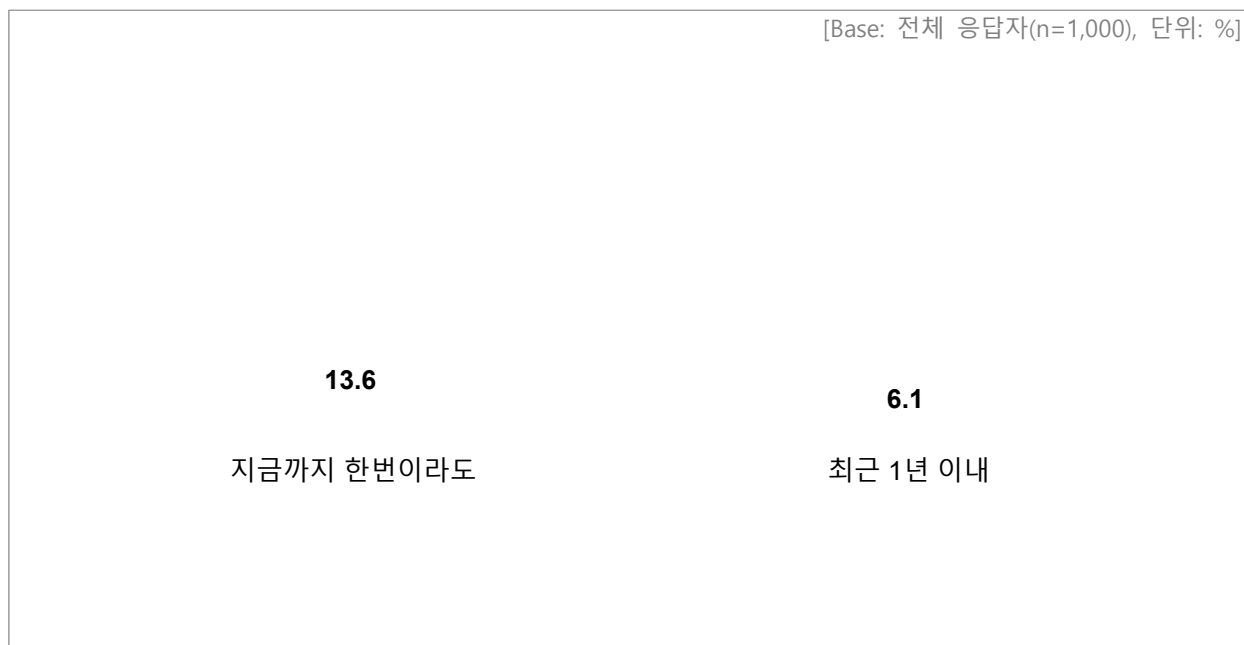 [Base: 전체 응답자(n=1,000), 단위: %]
13.6
6.1
지금까지 한번이라도
최근 1년 이내